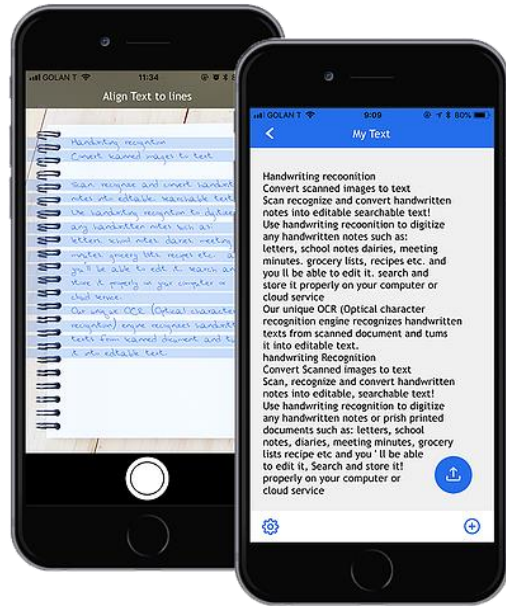 GOLAN T
11:34
Align Text to lines
Handwriting recognition
Convert scanned images to text
Scan, recognize and convert handwritt
notes into editable, searchable text
Use handwriting recognition to digitize
any handwritten notes such as:
letters, school notes, diaries, meeting
minutes, grocery lists, recipes etc. a
you'll be able to edit it, search and
store it properly on your computer or
cloud service.
Our unique OCR (Optical character
recognition) engine recognizes handwritt
texts from scanned document and tu
it into editable text.
GOLAN T
9:09
80%
My Text
Handwriting recoonition
Convert scanned images to text
Scan recognize and convert handwritten
notes into editable searchable text!
Use handwriting recoonition to digitize
any handwritten notes such as:
letters, school notes dairies, meeting
minutes. grocery lists, recipes etc. and
you ll be able to edit it. search and
store it properly on your computer or
cloud service
Our unique OCR (Optical character
recognition engine recognizes handwritten
texts from scanned document and tums
it into editable text.
handwriting Recognition
Convert Scanned images to text
Scan, recognize and convert handwritten
notes into editable, searchable text!
Use handwriting recognition to digitize
any handwritten notes or prish printed
documents such as: letters, school
notes, diaries, meeting minutes, grocery
lists recipe etc and you ' ll be able
to edit it, Search and store it!
properly on your computer or
cloud service